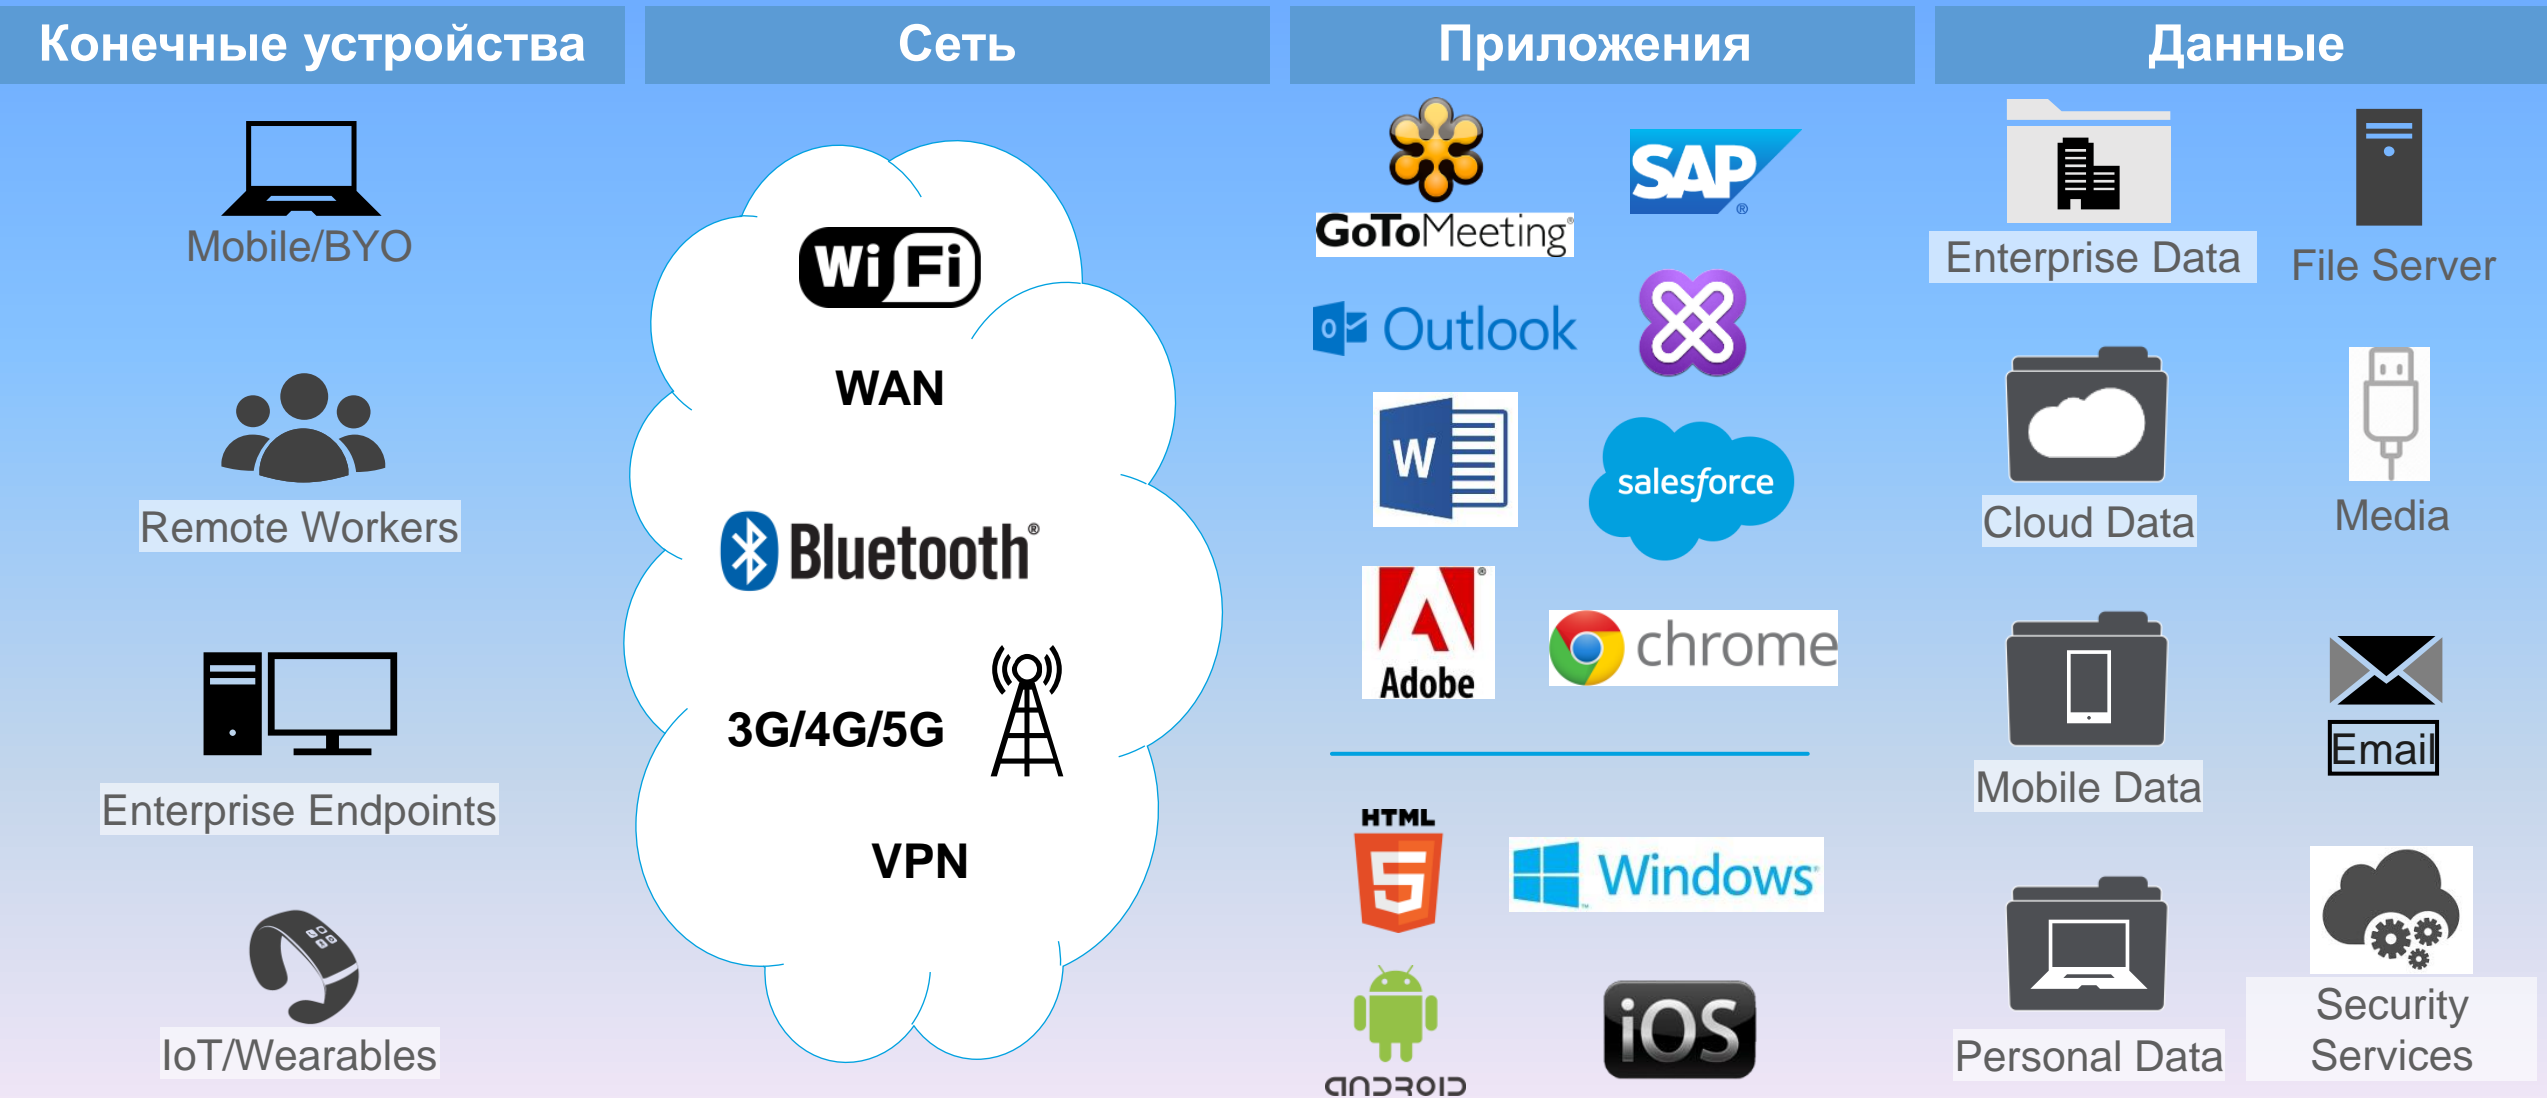 Конечные устройства
Mobile/BYO
Remote Workers
Enterprise Endpoints
IoT/Wearables
Сеть
Wi Fi
WAN
Bluetooth®
3G/4G/5G
VPN
Приложения
GoToMeeting®
SAP®
Outlook
W
salesforce
Adobe®
chrome
HTML
5
Windows
ANDROID
iOS
Данные
Enterprise Data
File Server
Cloud Data
Media
Mobile Data
Email
Personal Data
Security
Services